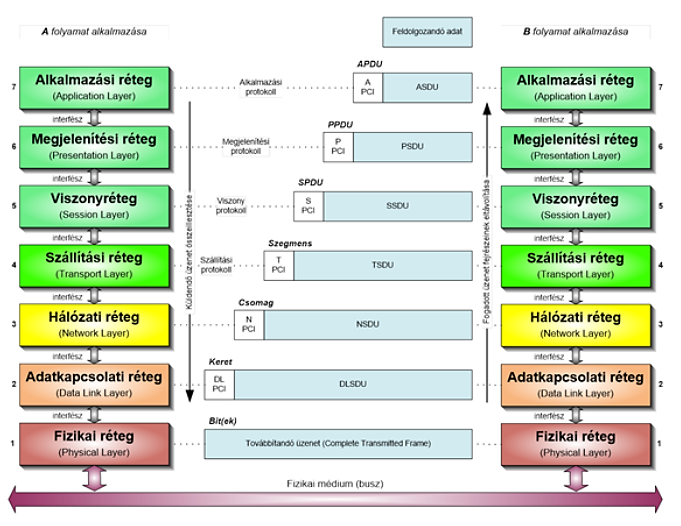 A folyamat alkalmazása
Feldolgozandó adat
B folyamat alkalmazása
APDU
7
Alkalmazási réteg
(Application Layer)
Alkalmazási
protokoll
A
PCI
ASDU
Alkalmazási réteg
(Application Layer)
7
interfész
interfész
PPDU
6
Megjelenítési réteg
(Presentation Layer)
Megjelenítési
protokoll
P
PCI
PSDU
Megjelenítési réteg
(Presentation Layer)
6
interfész
interfész
SPDU
5
Viszonyréteg
(Session Layer)
Viszony
protokoll
S
PCI
SSDU
Viszonyréteg
(Session Layer)
5
interfész
interfész
Küldendő üzenet összeillesztése
Fogadott üzenet fejrészeinek eltávolítása
Szegmens
4
Szállítási réteg
(Transport Layer)
Szállítási
protokoll
T
PCI
TSDU
Szállítási réteg
(Transport Layer)
4
interfész
interfész
Csomag
3
Hálózati réteg
(Network Layer)
N
PCI
NSDU
Hálózati réteg
(Network Layer)
3
interfész
interfész
Keret
2
Adatkapcsolati réteg
(Data Link Layer)
DL
PCI
DLSDU
Adatkapcsolati réteg
(Data Link Layer)
2
interfész
interfész
Bit(ek)
1
Fizikai réteg
(Physical Layer)
Továbbítandó üzenet (Complete Transmitted Frame)
Fizikai réteg
(Physical Layer)
1
Fizikai médium (busz)